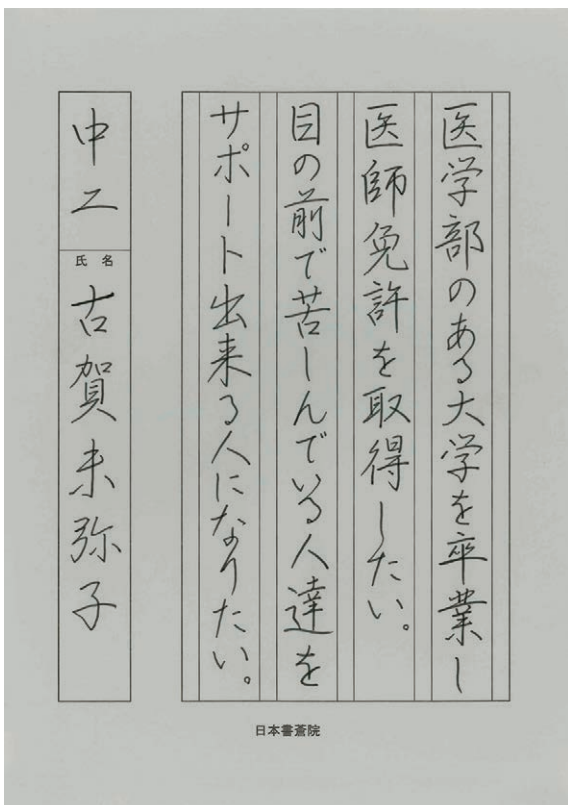 医学部のある大学を卒業し
医師免許を取得したい。
目の前で苦しんでいる人達を
サポート出来る人になりたい。
中二
氏名
古賀未弥子
日本書蒼院